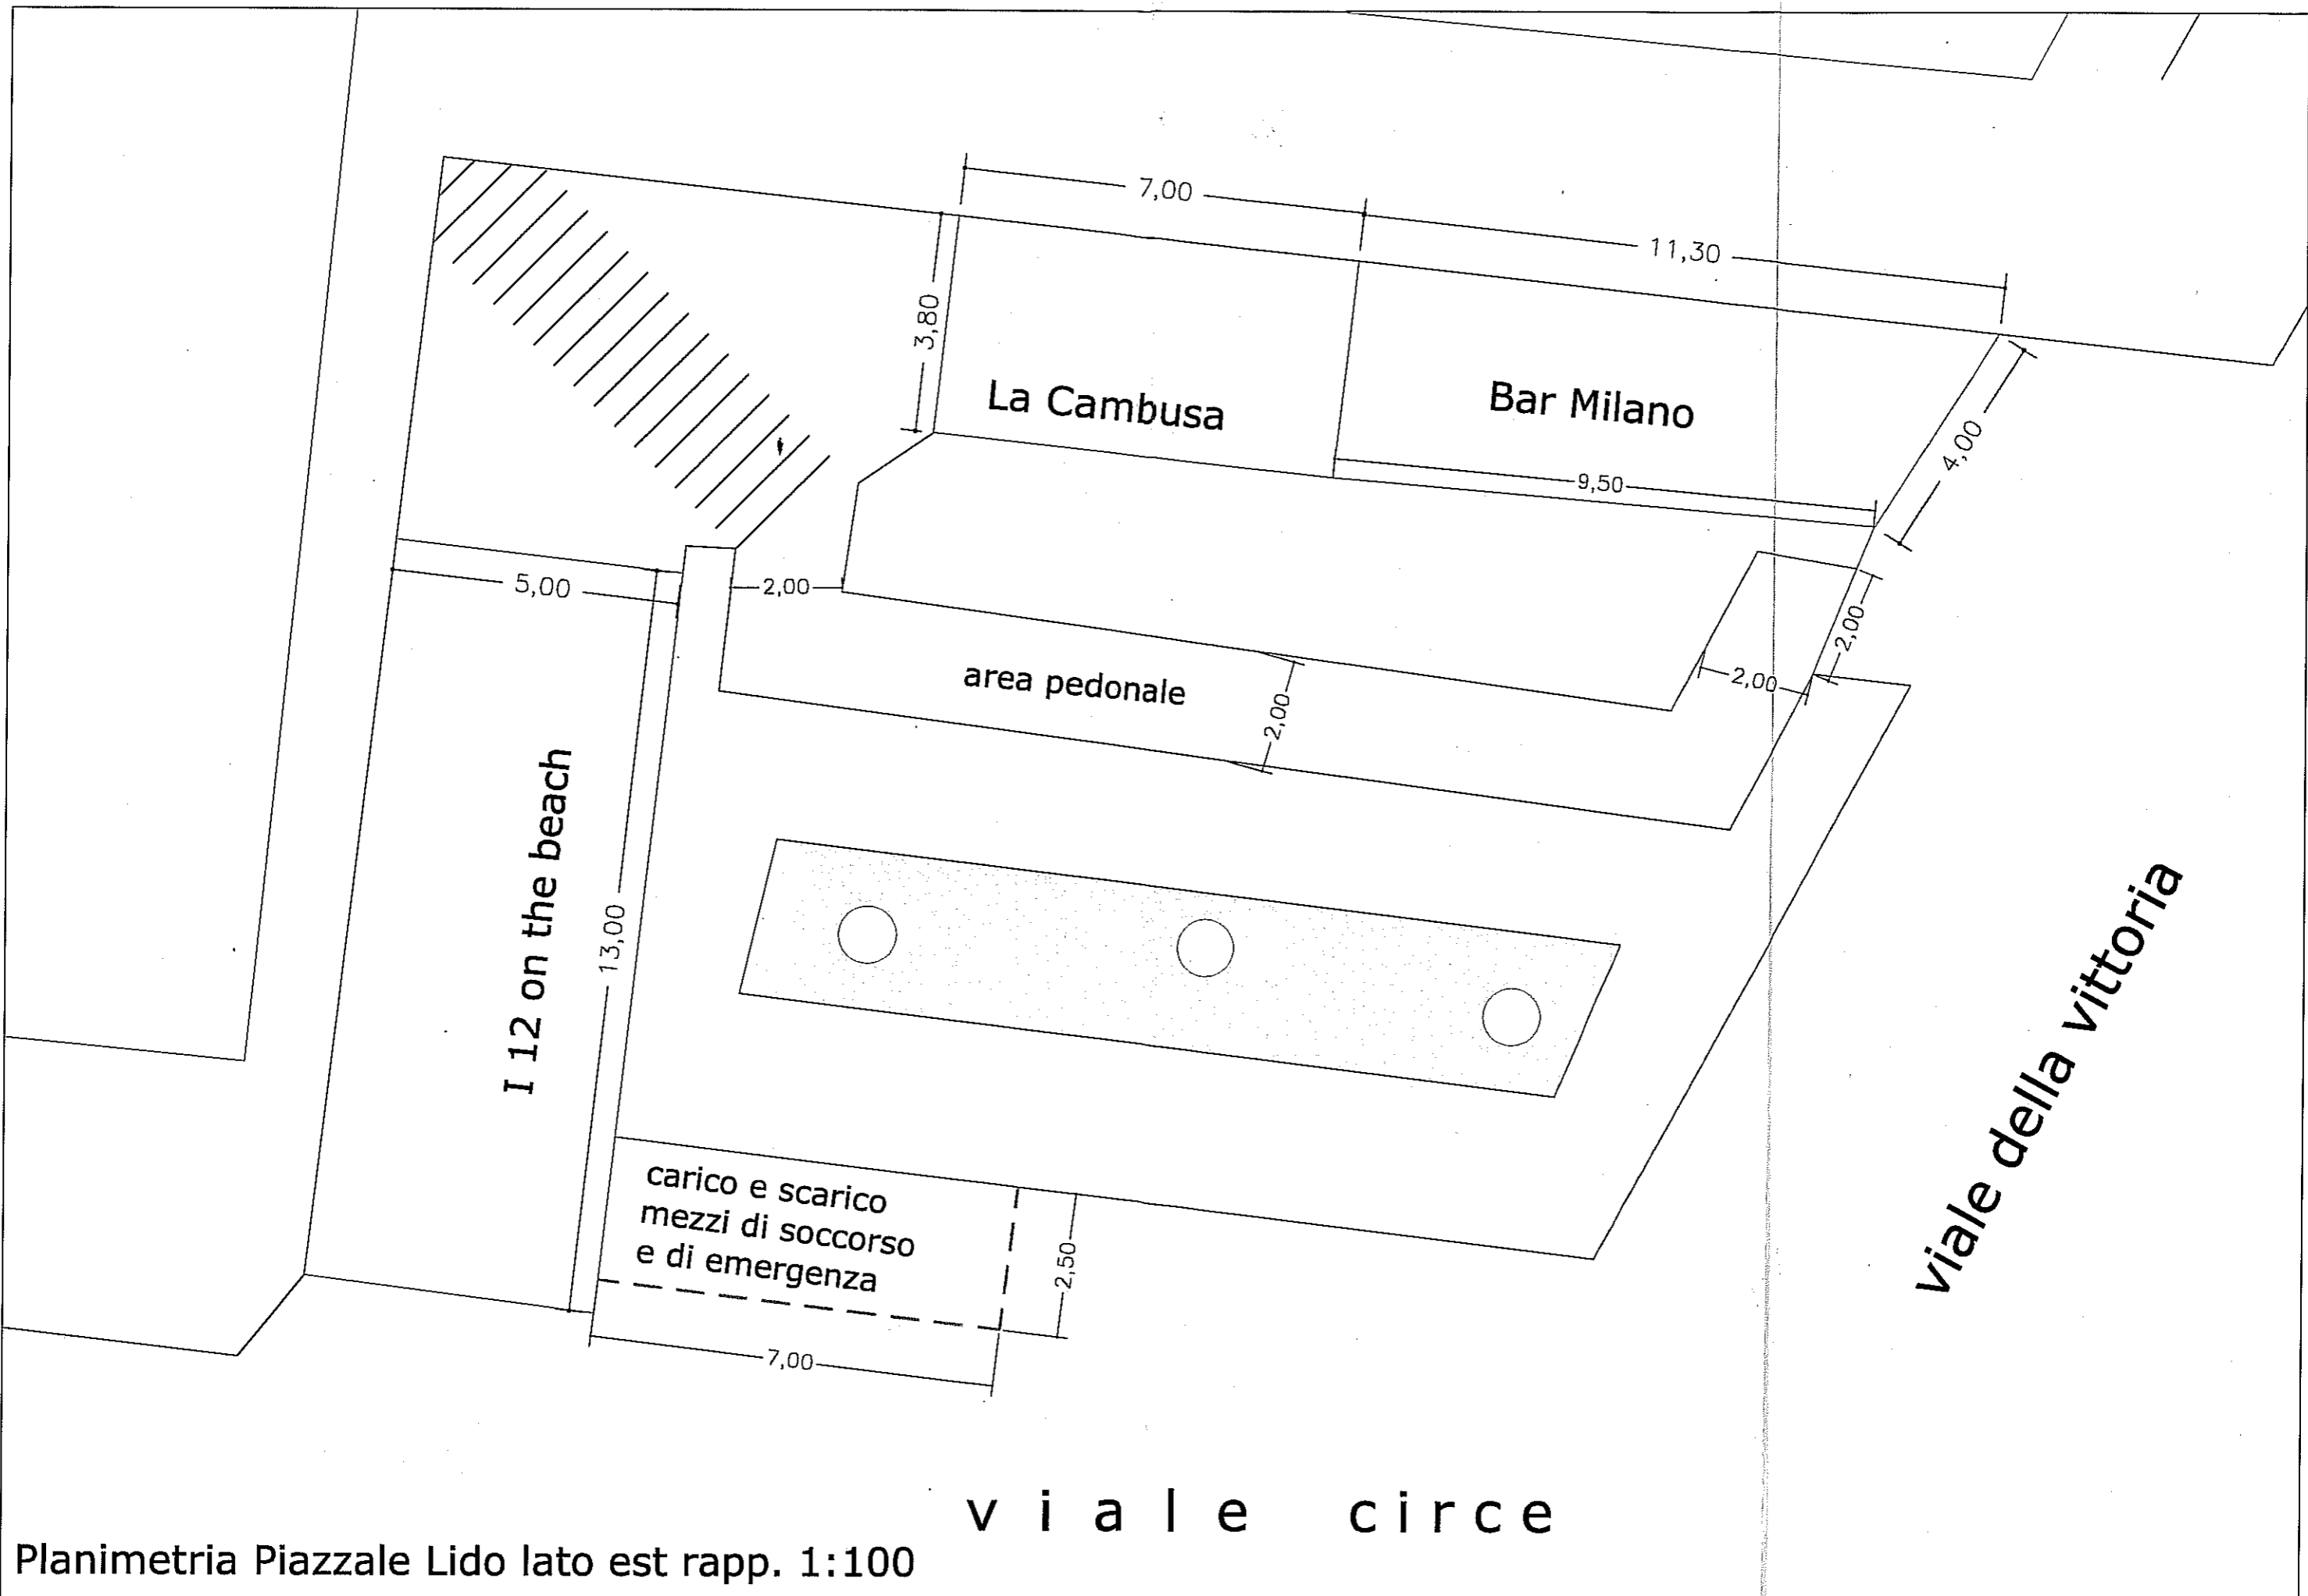 7,00
11,30
3,80
La Cambusa
Bar Milano
4,00
9,50
5,00
2,00
2,00
2,00
area pedonale
2,00
I 12 on the beach
13,00
viale della vittoria
carico e scarico
mezzi di soccorso
e di emergenza
2,50
7,00
viale circe
Planimetria Piazzale Lido lato est rapp. 1:100